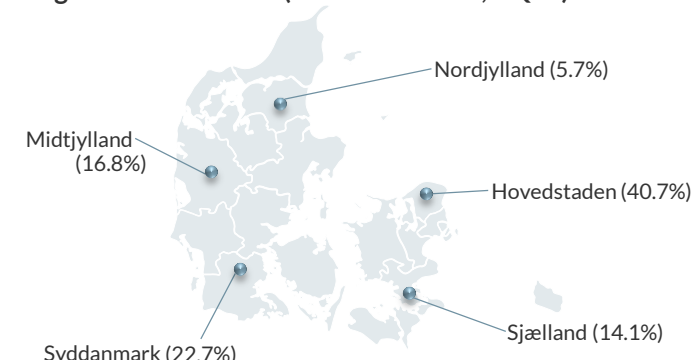 Nordjylland (5.7%)
Midtjylland
(16.8%)
Hovedstaden (40.7%)
Sjælland (14.1%)
Syddanmark (22.7%)